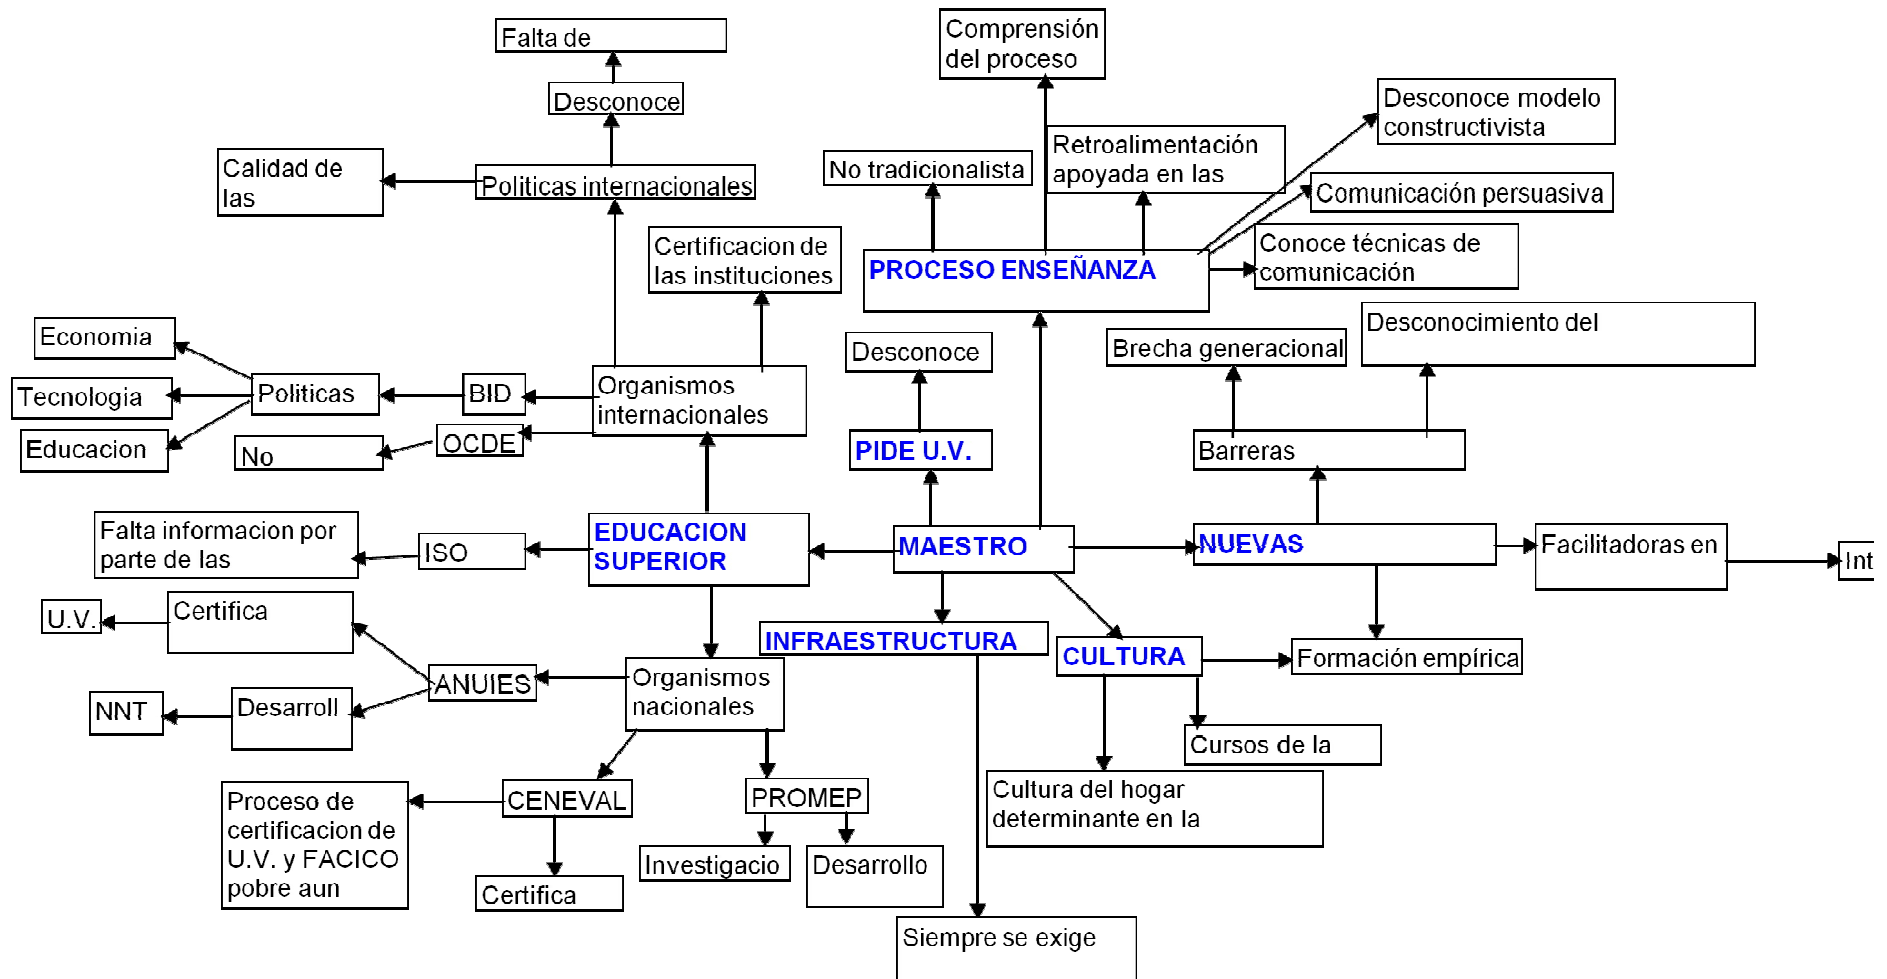 Falta de
Comprensión
del proceso
Desconoce
Desconoce modelo
constructivista
Retroalimentación
apoyada en las
No tradicionalista
Calidad de
las
Politicas internacionales
Comunicación persuasiva
Certificacion de
las instituciones
Conoce técnicas de
comunicación
PROCESO ENSEÑANZA
Economia
Desconoce
Brecha generacional
Desconocimiento del
Tecnologia
Politicas
BID
Organismos
internacionales
Educacion
No
OCDE
PIDE U.V.
Barreras
Falta informacion por
parte de las
ISO
EDUCACION
SUPERIOR
MAESTRO
NUEVAS
Facilitadoras en
Int
U.V.
Certifica
INFRAESTRUCTURA
CULTURA
Formación empírica
NNT
Desarroll
ANUIES
Organismos
nacionales
Cursos de la
Proceso de
certificacion de
U.V. y FACICO
pobre aun
CENEVAL
PROMEP
Cultura del hogar
determinante en la
Certifica
Investigacio
Desarrollo
Siempre se exige